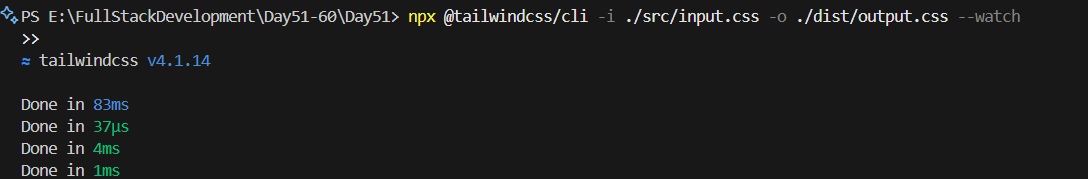 PS E:\FullStackDevelopment\Day51-60\Day51> npx @tailwindcss/cli -i ./src/input.css -o ./dist/output.css --watch
>>
≈ tailwindcss v4.1.14
Done in 83ms
Done in 37µs
Done in 4ms
Done in 1ms